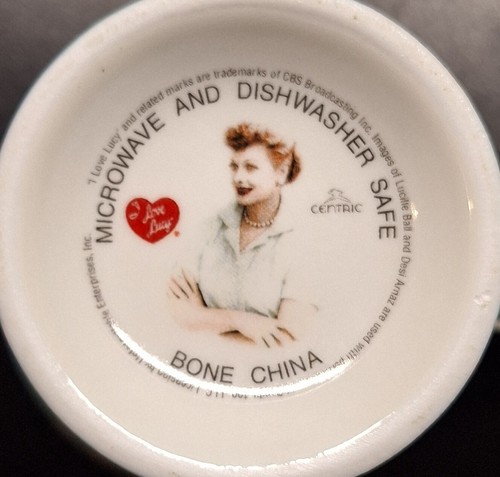 'I Love Lucy' and related marks are trademarks of CBS Broadcasting Inc. Images of Lucille Ball and Desi Arnaz are used with
Enterprises, Inc.
MICROWAVE AND DISHWASHER SAFE
I Love Lucy
CENTRIC
BONE CHINA